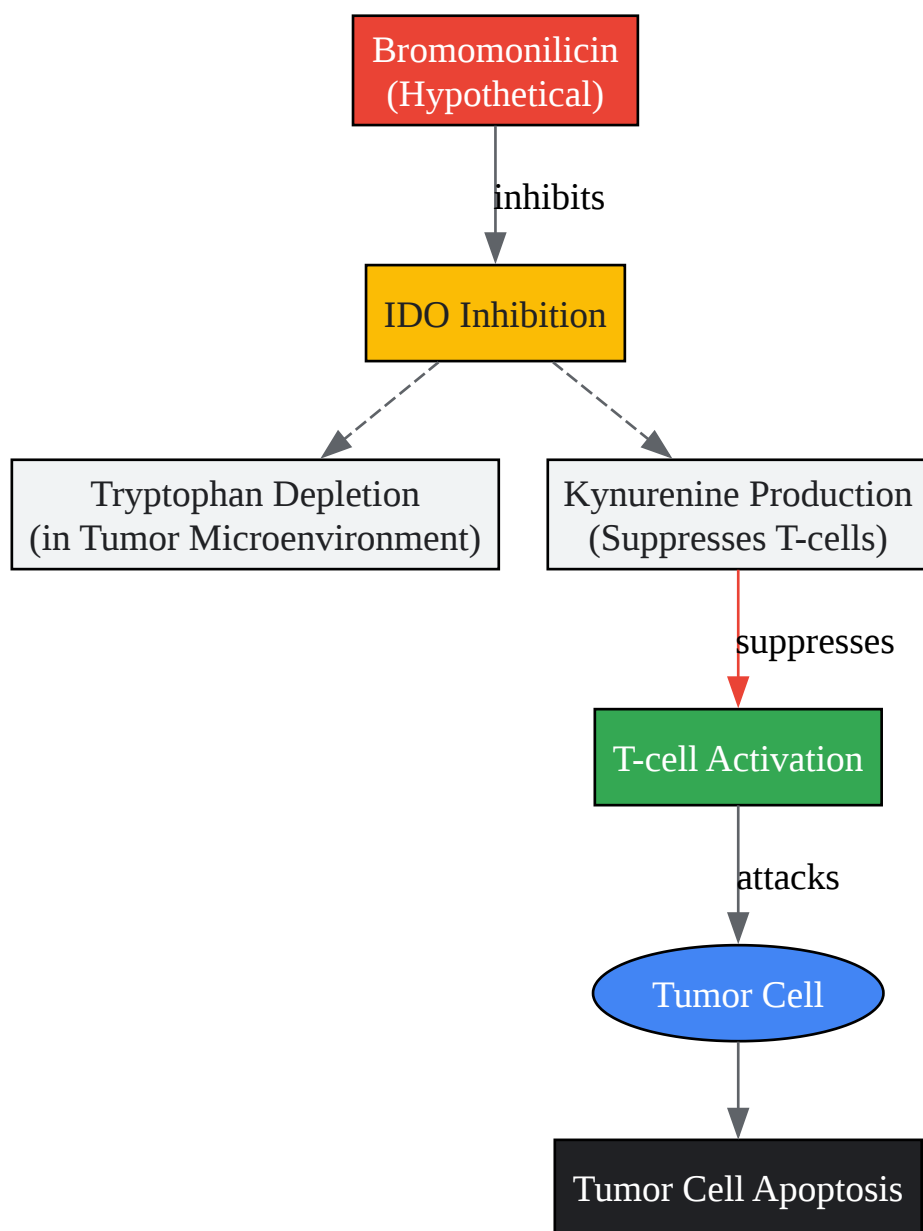 Bromomonilicin
(Hypothetical)
inhibits
IDO Inhibition
Tryptophan Depletion
(in Tumor Microenvironment)
Kynurenine Production
(Suppresses T-cells)
suppresses
T-cell Activation
attacks
Tumor Cell
Tumor Cell Apoptosis